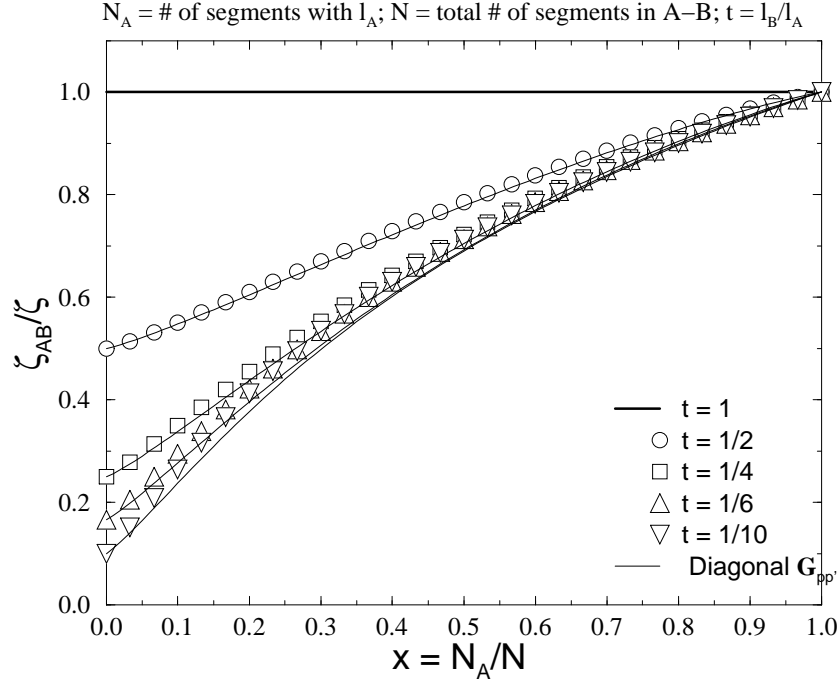 N_A = # of segments with l_A; N = total # of segments in A–B; t = l_B/l_A
1.0
0.8
0.6
0.4
0.2
0.0
ζ_AB/ζ
t = 1
t = 1/2
t = 1/4
t = 1/6
t = 1/10
Diagonal G_pp'
0.0 0.1 0.2 0.3 0.4 0.5 0.6 0.7 0.8 0.9 1.0
x = N_A/N